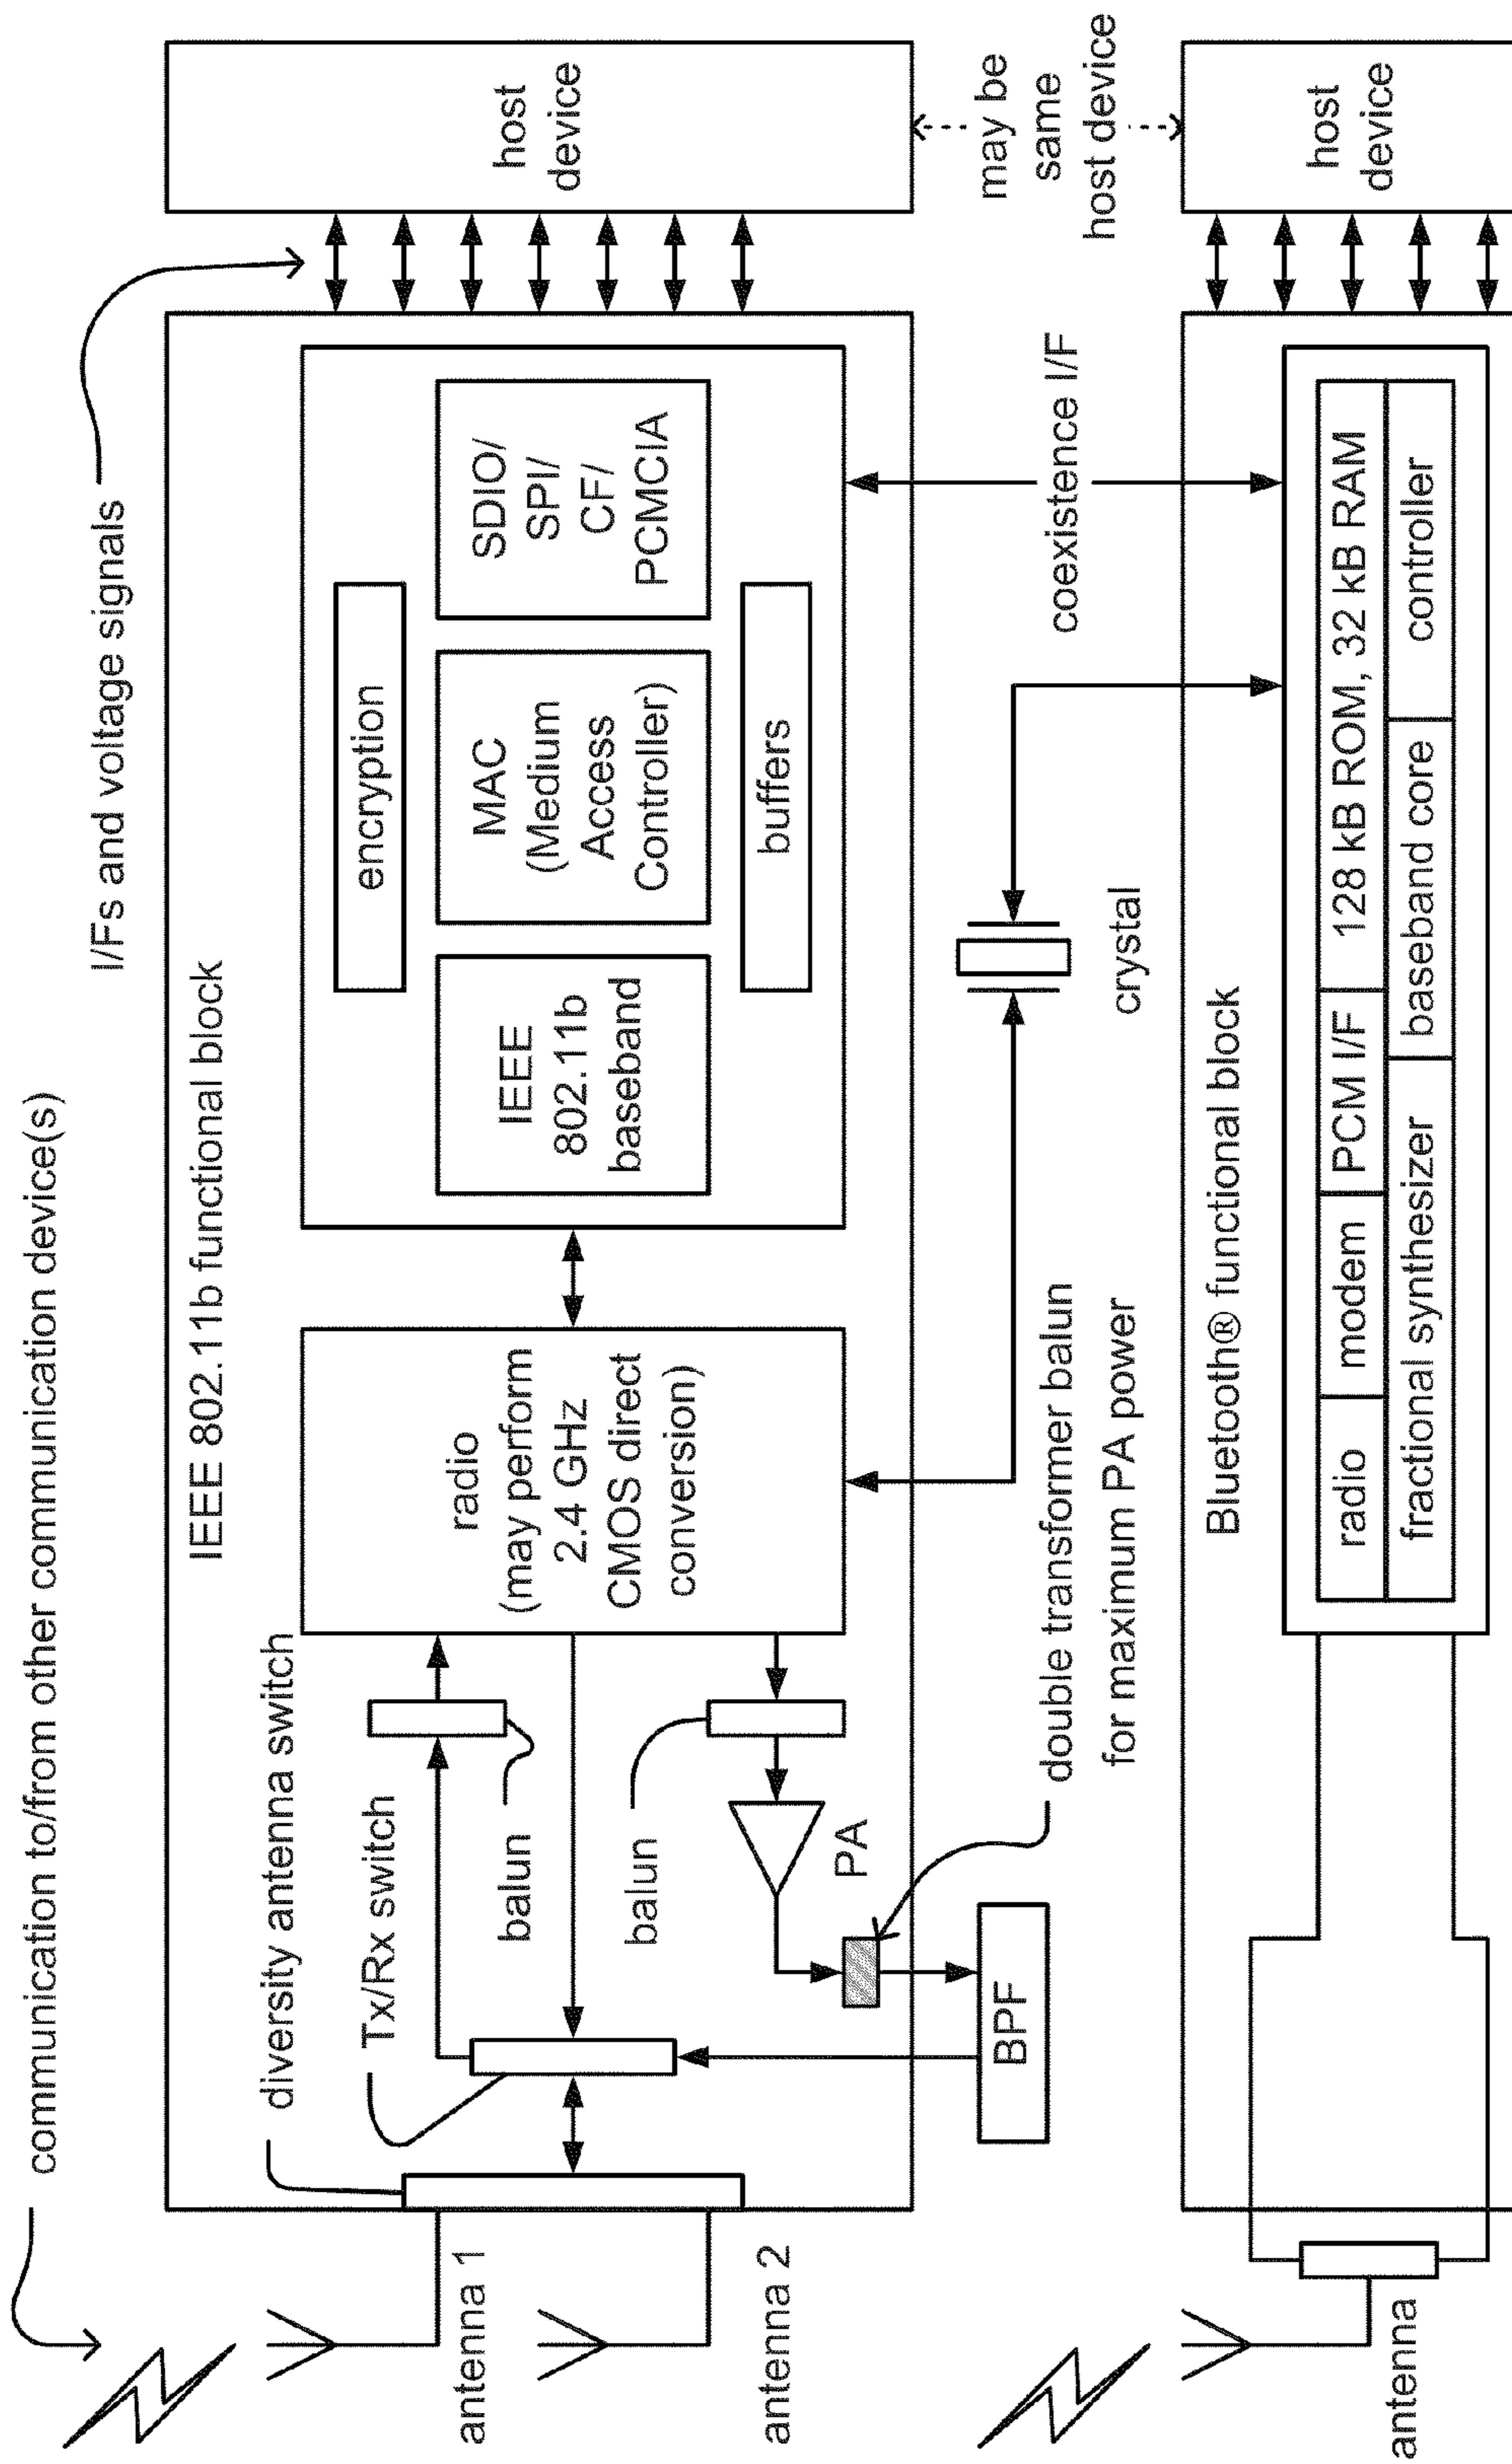 communication to/from other communication device(s)
I/Fs and voltage signals
IEEE 802.11b functional block
diversity antenna switch
Tx/Rx switch
balun
balun
PA
antenna 1
antenna 2
radio
(may perform
2.4 GHz
CMOS direct
conversion)
encryption
IEEE
802.11b
baseband
MAC
(Medium
Access
Controller)
SDIO/
SPI/
CF/
PCMCIA
buffers
host
device
BPF
double transformer balun
for maximum PA power
crystal
coexistence I/F
may be
same
host device
Bluetooth® functional block
radio
modem
PCM I/F
128 kB ROM, 32 kB RAM
fractional synthesizer
baseband core
controller
host
device
antenna